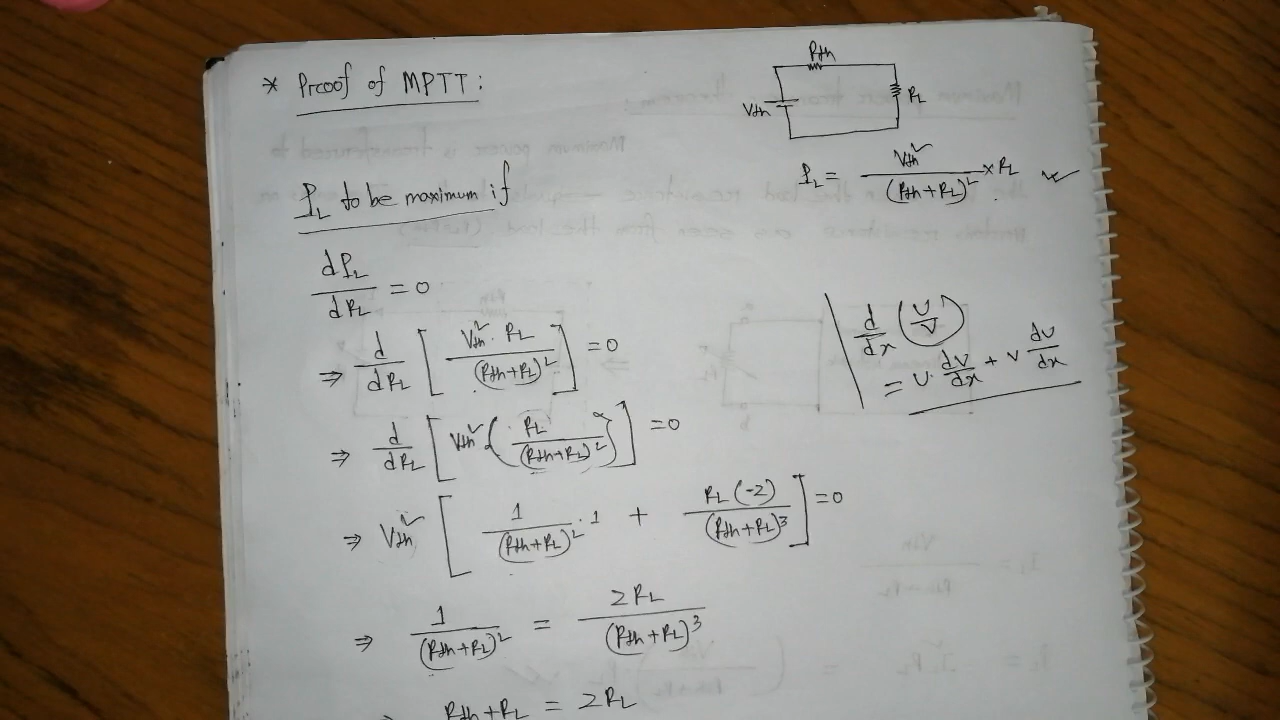 * Proof of MPTT:
Rth
Vth
RL
PL = Vth² / (Rth+RL)² × RL
PL to be maximum if
dPL / dRL = 0
⇒ d/dRL [ Vth² · RL / (Rth+RL)² ] = 0
d/dx (U/V)
= U · dV/dx + V dU/dx
⇒ d/dRL [ Vth² { RL / (Rth+RL)² } ] = 0
⇒ Vth² [ 1 / (Rth+RL)² · 1 + RL (-2) / (Rth+RL)³ ] = 0
⇒ 1 / (Rth+RL)² = 2RL / (Rth+RL)³
Rth+RL = 2RL